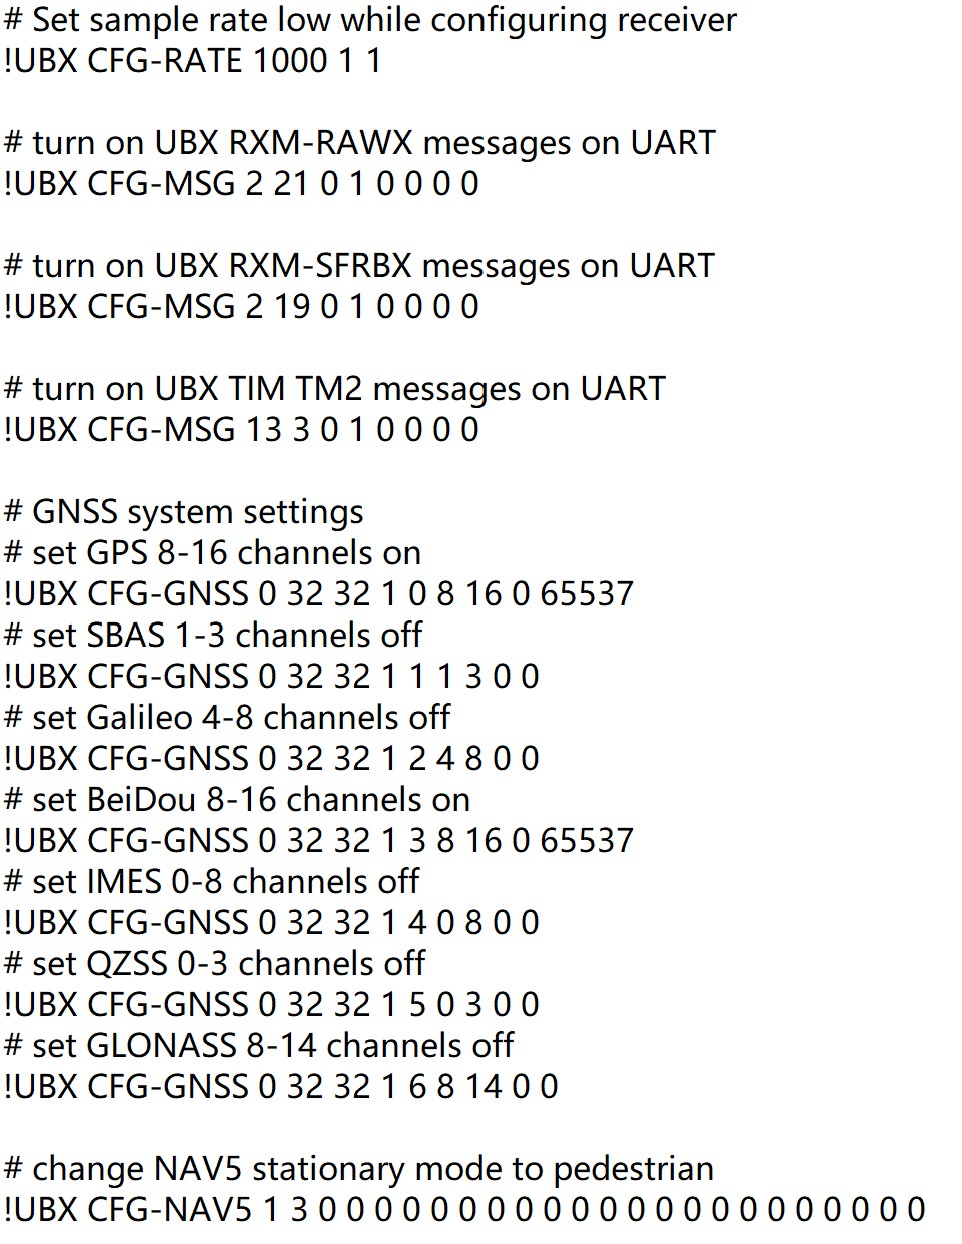 # Set sample rate low while configuring receiver
!UBX CFG-RATE 1000 1 1
# turn on UBX RXM-RAWX messages on UART
!UBX CFG-MSG 2 21 0 1 0 0 0 0
# turn on UBX RXM-SFRBX messages on UART
!UBX CFG-MSG 2 19 0 1 0 0 0 0
# turn on UBX TIM TM2 messages on UART
!UBX CFG-MSG 13 3 0 1 0 0 0 0
# GNSS system settings
# set GPS 8-16 channels on
!UBX CFG-GNSS 0 32 32 1 0 8 16 0 65537
# set SBAS 1-3 channels off
!UBX CFG-GNSS 0 32 32 1 1 1 3 0 0
# set Galileo 4-8 channels off
!UBX CFG-GNSS 0 32 32 1 2 4 8 0 0
# set BeiDou 8-16 channels on
!UBX CFG-GNSS 0 32 32 1 3 8 16 0 65537
# set IMES 0-8 channels off
!UBX CFG-GNSS 0 32 32 1 4 0 8 0 0
# set QZSS 0-3 channels off
!UBX CFG-GNSS 0 32 32 1 5 0 3 0 0
# set GLONASS 8-14 channels off
!UBX CFG-GNSS 0 32 32 1 6 8 14 0 0
# change NAV5 stationary mode to pedestrian
!UBX CFG-NAV5 1 3 0 0 0 0 0 0 0 0 0 0 0 0 0 0 0 0 0 0 0 0 0 0